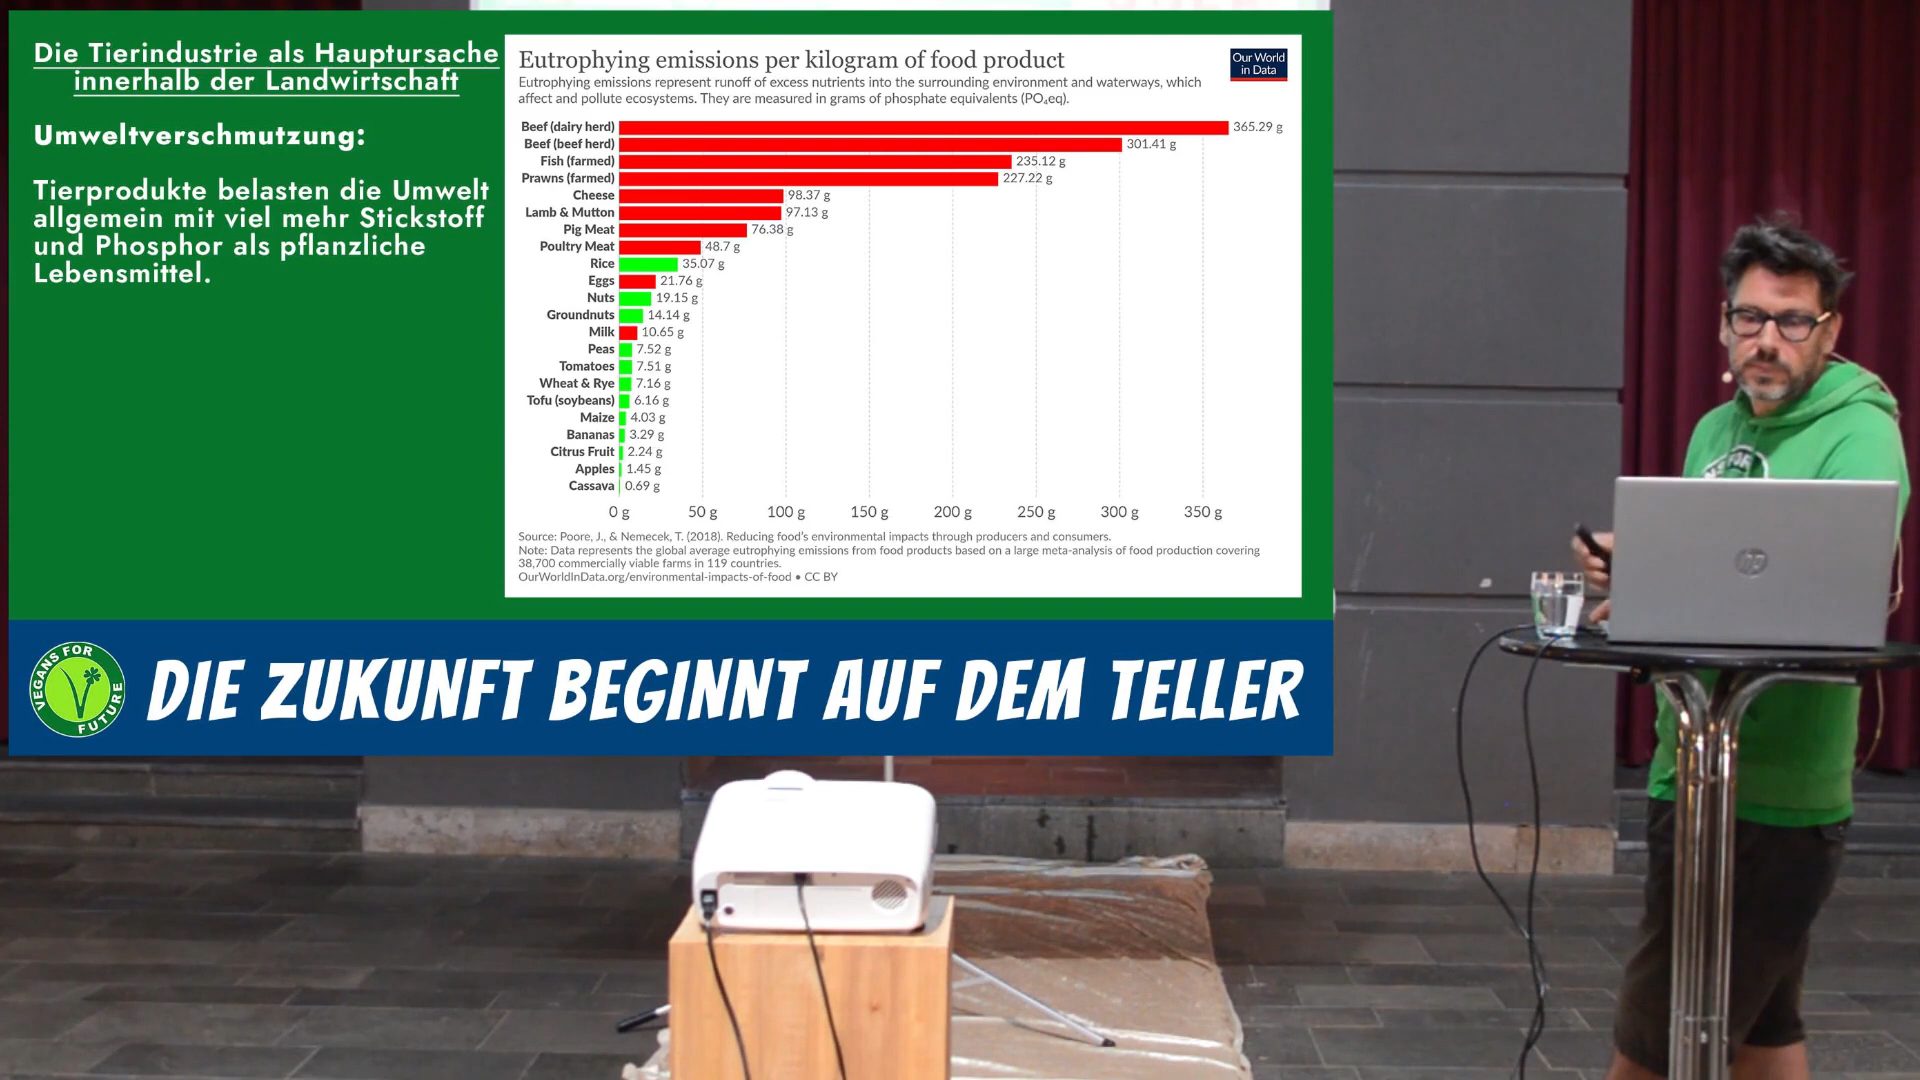 Die Tierindustrie als Hauptursache
innerhalb der Landwirtschaft
Umweltverschmutzung:
Tierprodukte belasten die Umwelt
allgemein mit viel mehr Stickstoff
und Phosphor als pflanzliche
Lebensmittel.
Eutrophying emissions per kilogram of food product
Our World
in Data
Eutrophying emissions represent runoff of excess nutrients into the surrounding environment and waterways, which
affect and pollute ecosystems. They are measured in grams of phosphate equivalents (PO₄eq).
Beef (dairy herd) 365.29 g
Beef (beef herd) 301.41 g
Fish (farmed) 235.12 g
Prawns (farmed) 227.22 g
Cheese 98.37 g
Lamb & Mutton 97.13 g
Pig Meat 76.38 g
Poultry Meat 48.7 g
Rice 35.07 g
Eggs 21.76 g
Nuts 19.15 g
Groundnuts 14.14 g
Milk 10.65 g
Peas 7.52 g
Tomatoes 7.51 g
Wheat & Rye 7.16 g
Tofu (soybeans) 6.16 g
Maize 4.03 g
Bananas 3.29 g
Citrus Fruit 2.24 g
Apples 1.45 g
Cassava 0.69 g
0 g 50 g 100 g 150 g 200 g 250 g 300 g 350 g
Source: Poore, J., & Nemecek, T. (2018). Reducing food's environmental impacts through producers and consumers.
Note: Data represents the global average eutrophying emissions from food products based on a large meta-analysis of food production covering
38,700 commercially viable farms in 119 countries.
OurWorldInData.org/environmental-impacts-of-food • CC BY
VEGANS FOR
FUTURE
DIE ZUKUNFT BEGINNT AUF DEM TELLER
hp